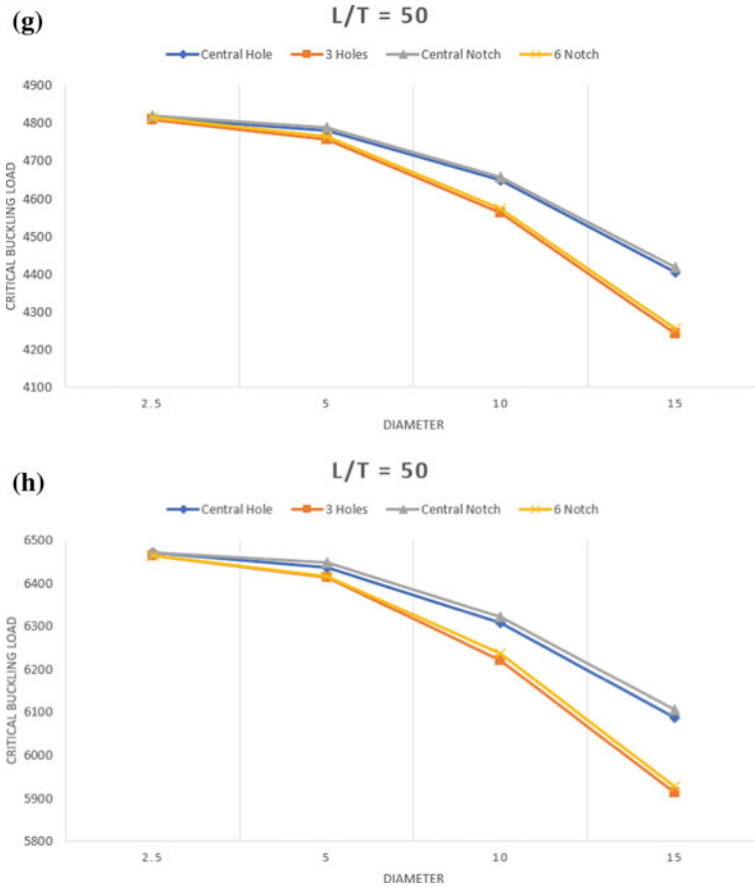 (g)
L/T = 50
Central Hole 3 Holes Central Notch 6 Notch
4900
4800
4700
4600
4500
4400
4300
4200
4100
CRITICAL BUCKLING LOAD
2.5 5 10 15
DIAMETER
(h)
L/T = 50
Central Hole 3 Holes Central Notch 6 Notch
6500
6400
6300
6200
6100
6000
5900
5800
CRITICAL BUCKLING LOAD
2.5 5 10 15
DIAMETER